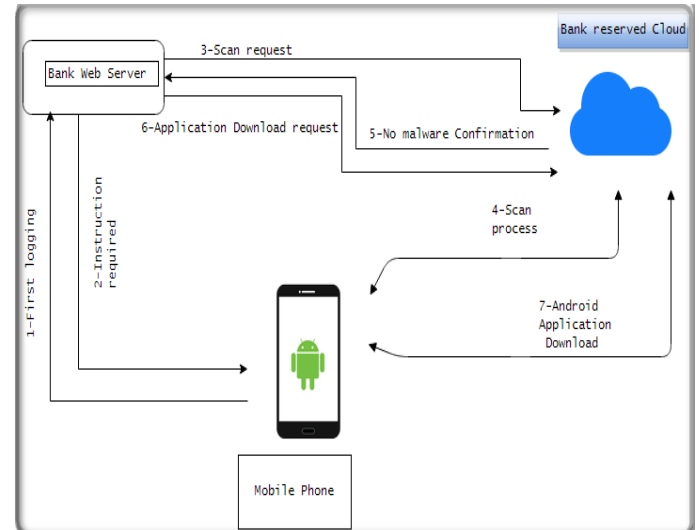 Bank reserved Cloud
3-Scan request
Bank Web Server
6-Application Download request
5-No malware Confirmation
4-Scan
process
1-First logging
2-Instruction
required
7-Android
Application
Download
Mobile Phone